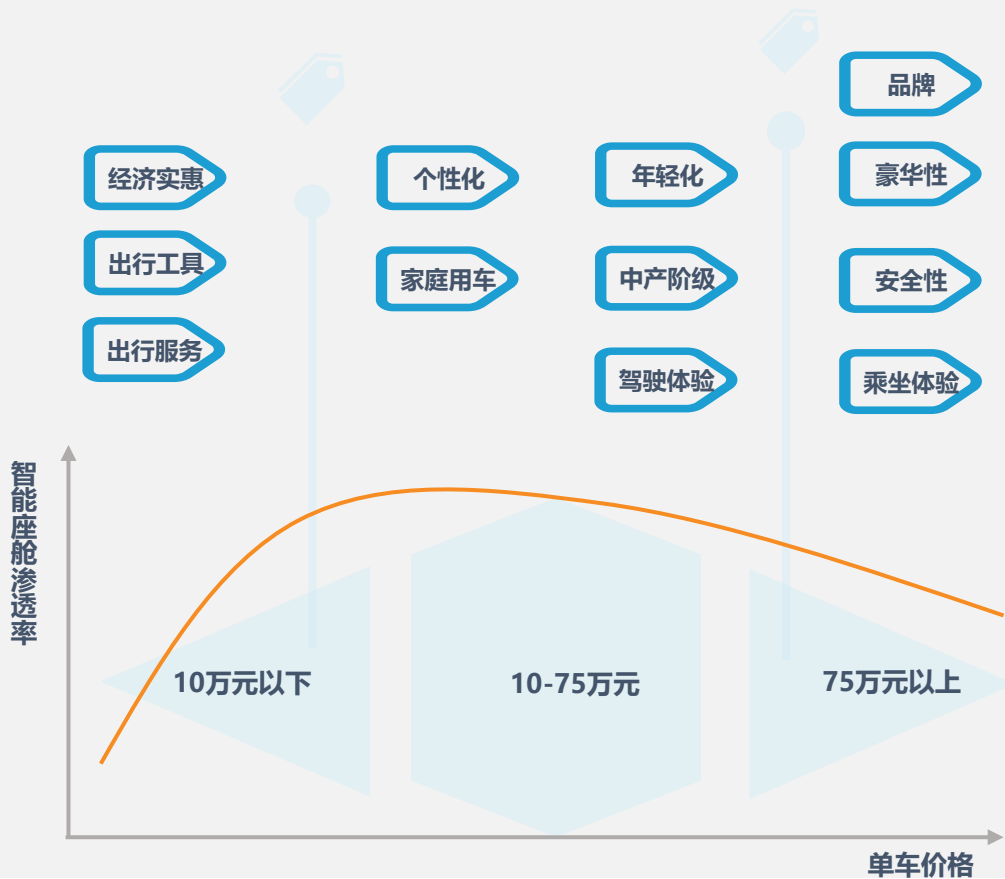 品牌
经济实惠
个性化
年轻化
豪华性
出行工具
家庭用车
中产阶级
安全性
出行服务
驾驶体验
乘坐体验
智能座舱渗透率
10万元以下
10-75万元
75万元以上
单车价格